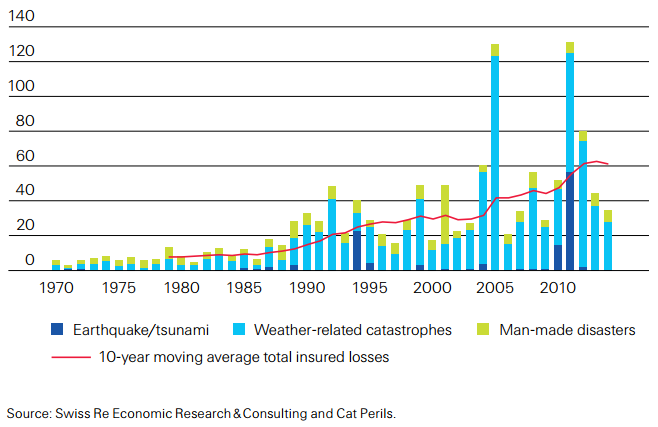 140
120
100
80
60
40
20
0
1970 1975 1980 1985 1990 1995 2000 2005 2010
Earthquake/tsunami Weather-related catastrophes Man-made disasters
10-year moving average total insured losses
Source: Swiss Re Economic Research & Consulting and Cat Perils.